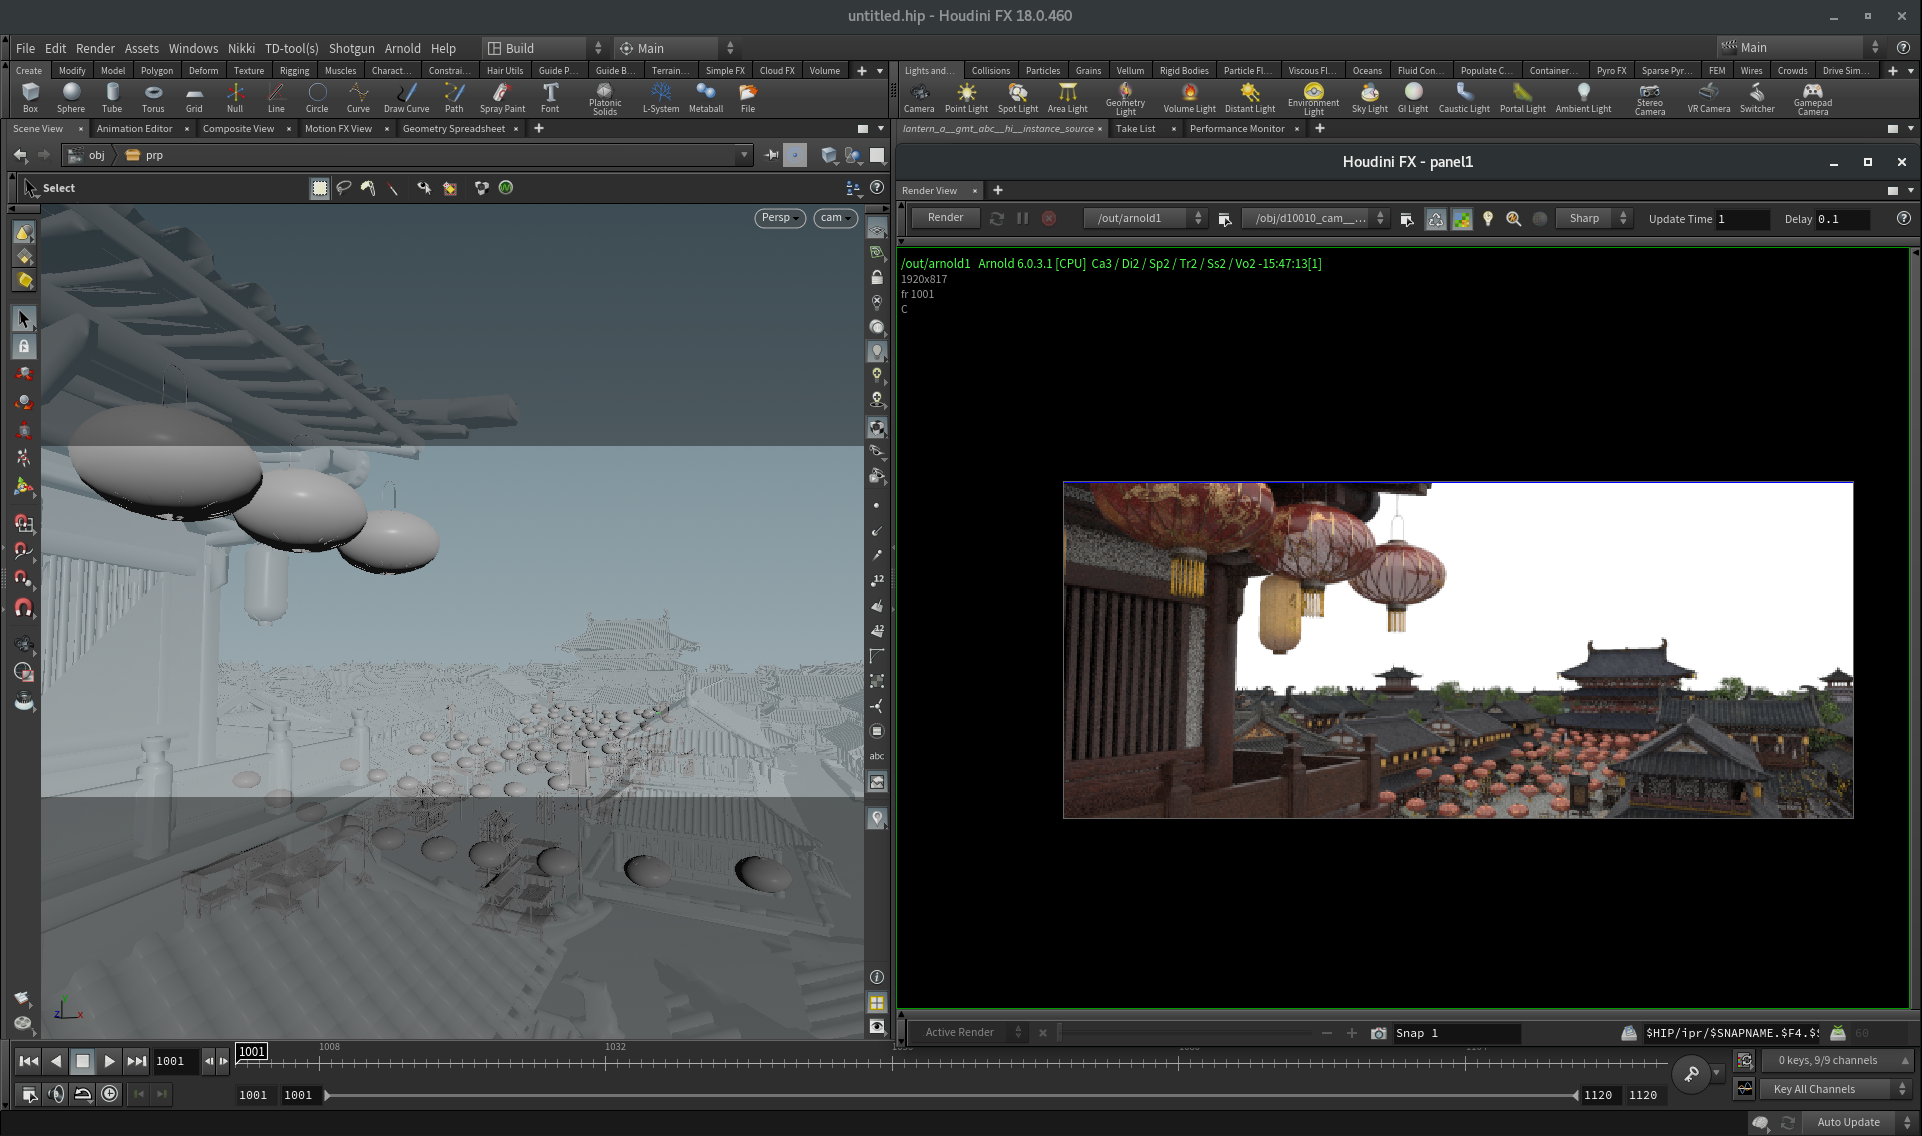 untitled.hip - Houdini FX 18.0.460
File Edit Render Assets Windows Nikki TD-tool(s) Shotgun Arnold Help Build Main Main
Create Modify Model Polygon Deform Texture Rigging Muscles Charact... Constrai... Hair Utils Guide P... Guide B... Terrain... Simple FX Cloud FX Volume
Box Sphere Tube Torus Grid Null Line Circle Curve Draw Curve Path Spray Paint Font Platonic Solids L-System Metaball File
Lights and... Collisions Particles Grains Vellum Rigid Bodies Particle Fl... Viscous Fl... Oceans Fluid Con... Populate C... Container... Pyro FX Sparse Pyr... FEM Wires Crowds Drive Sim...
Camera Point Light Spot Light Area Light Geometry Light Volume Light Distant Light Environment Light Sky Light GI Light Caustic Light Portal Light Ambient Light Stereo Camera VR Camera Switcher Gamepad Camera
Scene View Animation Editor Composite View Motion FX View Geometry Spreadsheet
lantern_a__gmt_abc__hi__instance_source Take List Performance Monitor
obj prp
Houdini FX - panel1
Select
Render View
Persp cam
Render /out/arnold1 /obj/d10010_cam__... Sharp Update Time 1 Delay 0.1
/out/arnold1 Arnold 6.0.3.1 [CPU] Ca3 / Di2 / Sp2 / Tr2 / Ss2 / Vo2 -15:47:13[1]
1920x817
fr 1001
C
12
12
abc
Z Y X
Active Render Snap 1 $HIP/ipr/$SNAPNAME.$F4.$ 60
1001 1001 1008 1032
0 keys, 9/9 channels
1001 1001 1120 1120
Key All Channels
Auto Update